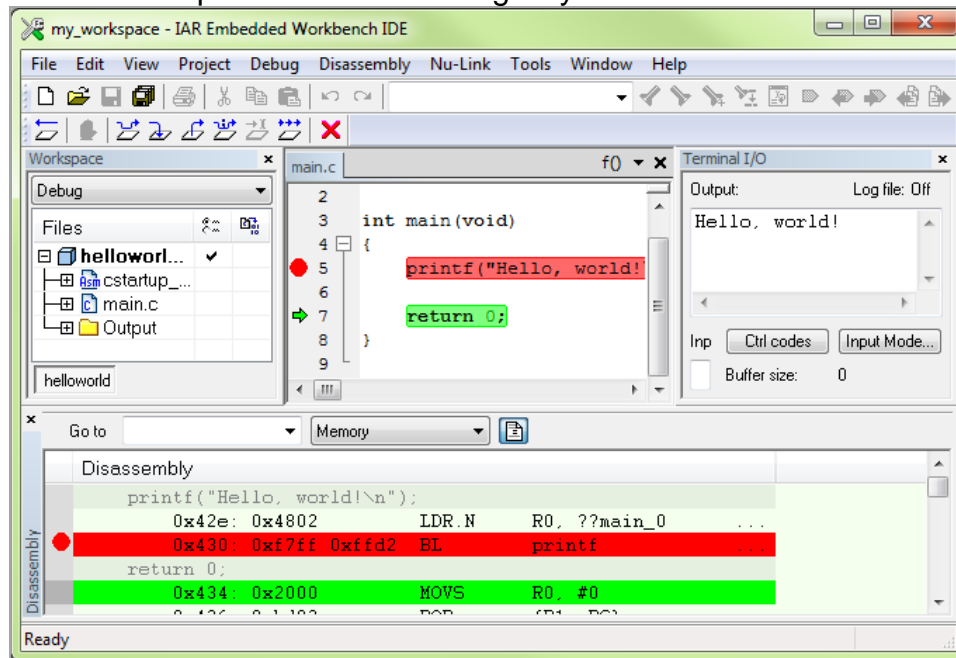 my_workspace - IAR Embedded Workbench IDE
File Edit View Project Debug Disassembly Nu-Link Tools Window Help
Workspace
Debug
Files
helloworl...
cstartup_...
main.c
Output
helloworld
main.c
f()
2
3 int main(void)
4 {
5 printf("Hello, world!
6
7 return 0;
8 }
9
Terminal I/O
Output: Log file: Off
Hello, world!
Inp Ctrl codes Input Mode...
Buffer size: 0
Go to Memory
Disassembly
Disassembly
printf("Hello, world!\n");
0x42e: 0x4802 LDR.N R0, ??main_0 ...
0x430: 0xf7ff 0xffd2 BL printf ...
return 0;
0x434: 0x2000 MOVS R0, #0
Ready